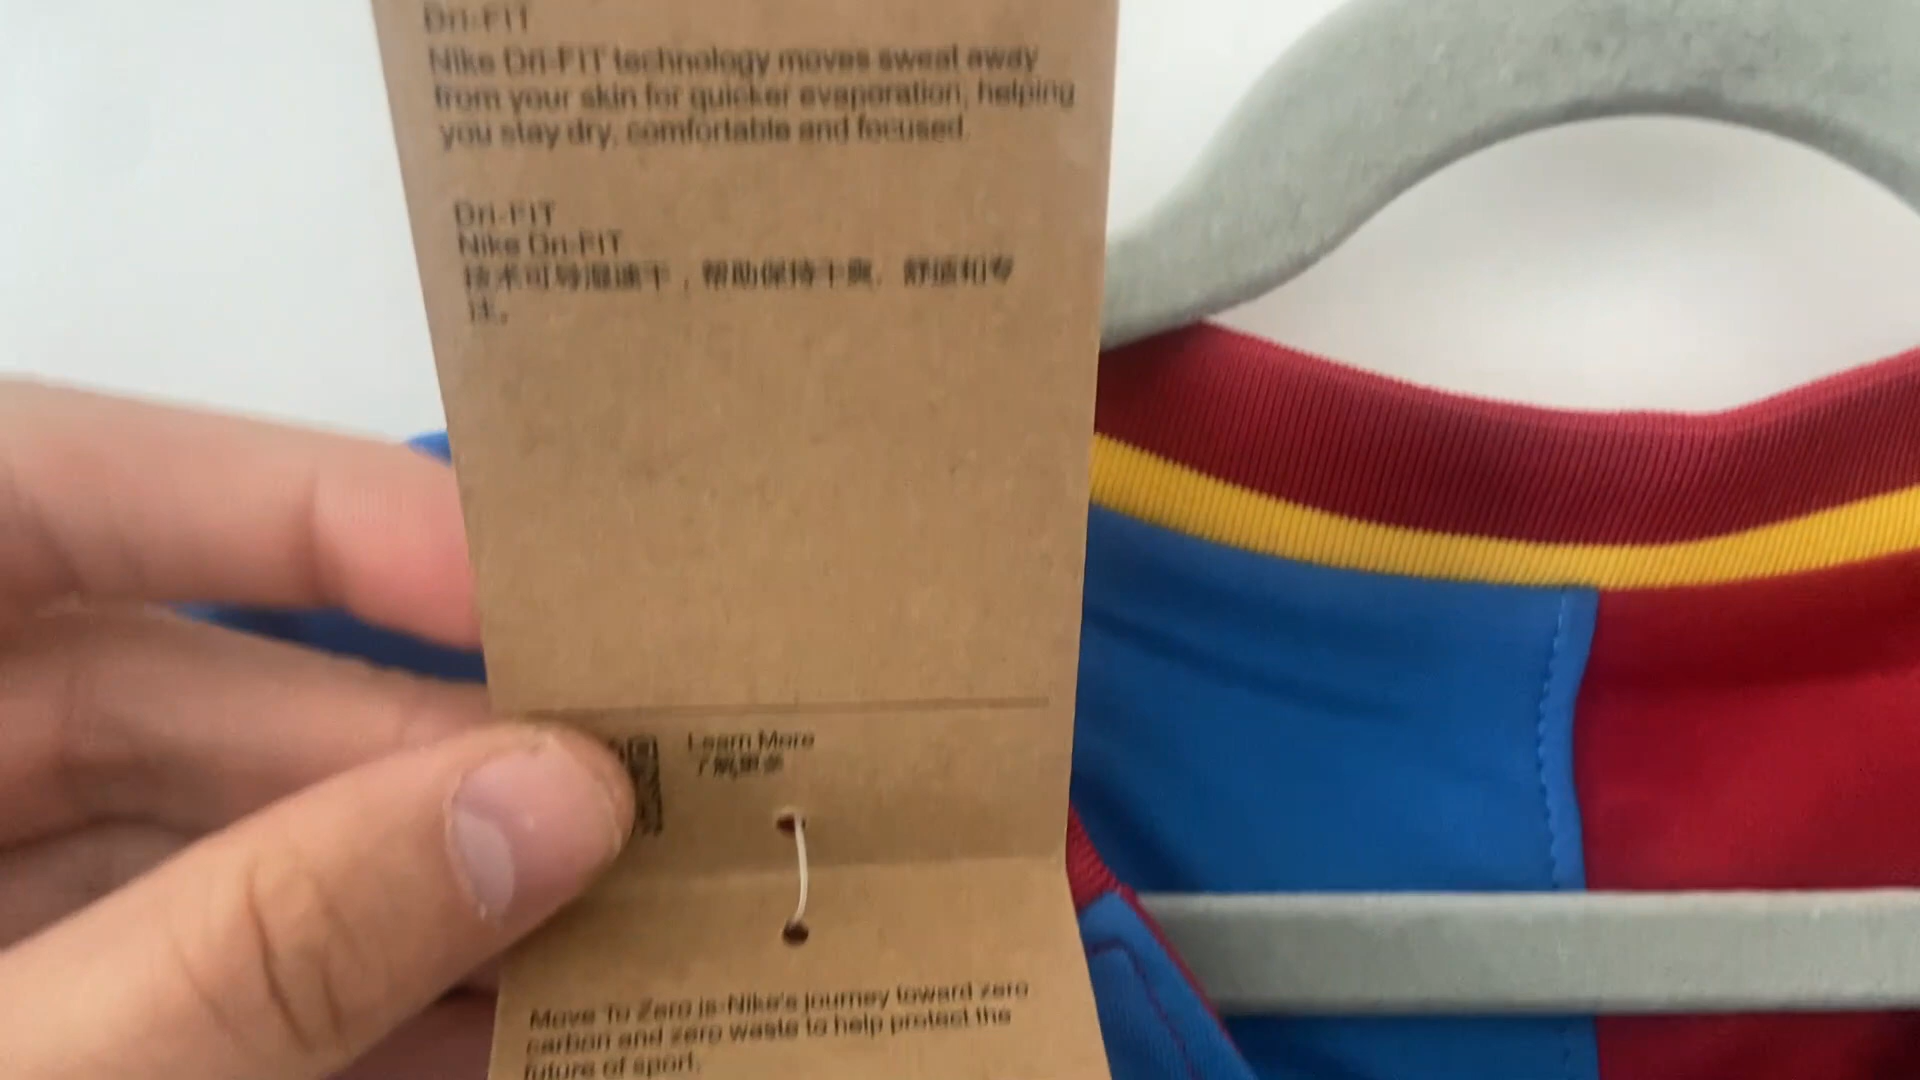 Dri-FIT
Nike Dri-FIT technology moves sweat away
from your skin for quicker evaporation, helping
you stay dry, comfortable and focused.
Dri-FIT
Nike Dri-FIT
技术可导湿速干，帮助保持干爽、舒适和专
注。
Learn More
了解更多
Move To Zero is Nike's journey toward zero
carbon and zero waste to help protect the
future of sport.